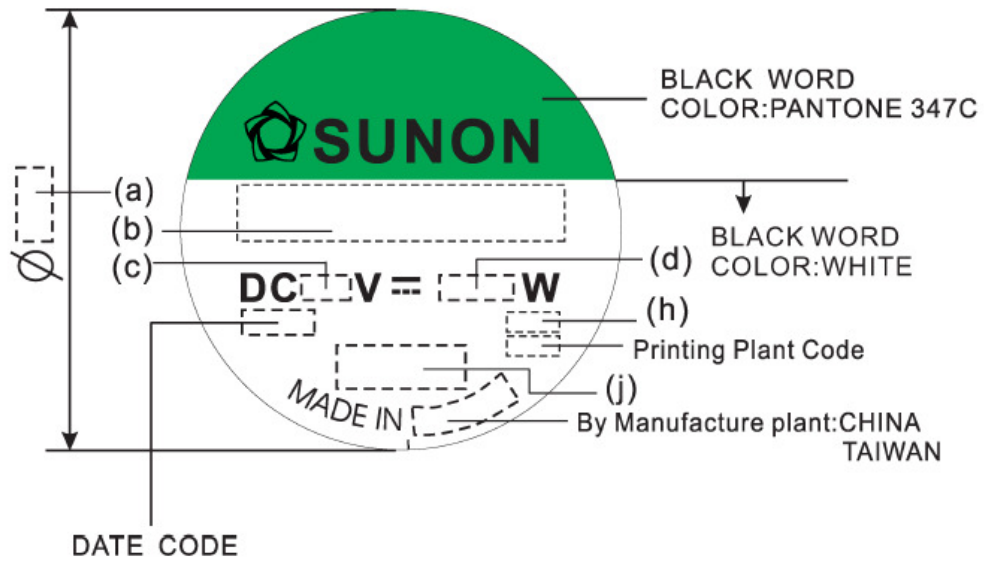 BLACK WORD
COLOR:PANTONE 347C
SUNON
(a)
(b)
BLACK WORD
COLOR:WHITE
(c)
(d)
Ø
DC V W
(h)
Printing Plant Code
(j)
MADE IN
By Manufacture plant:CHINA
TAIWAN
DATE CODE